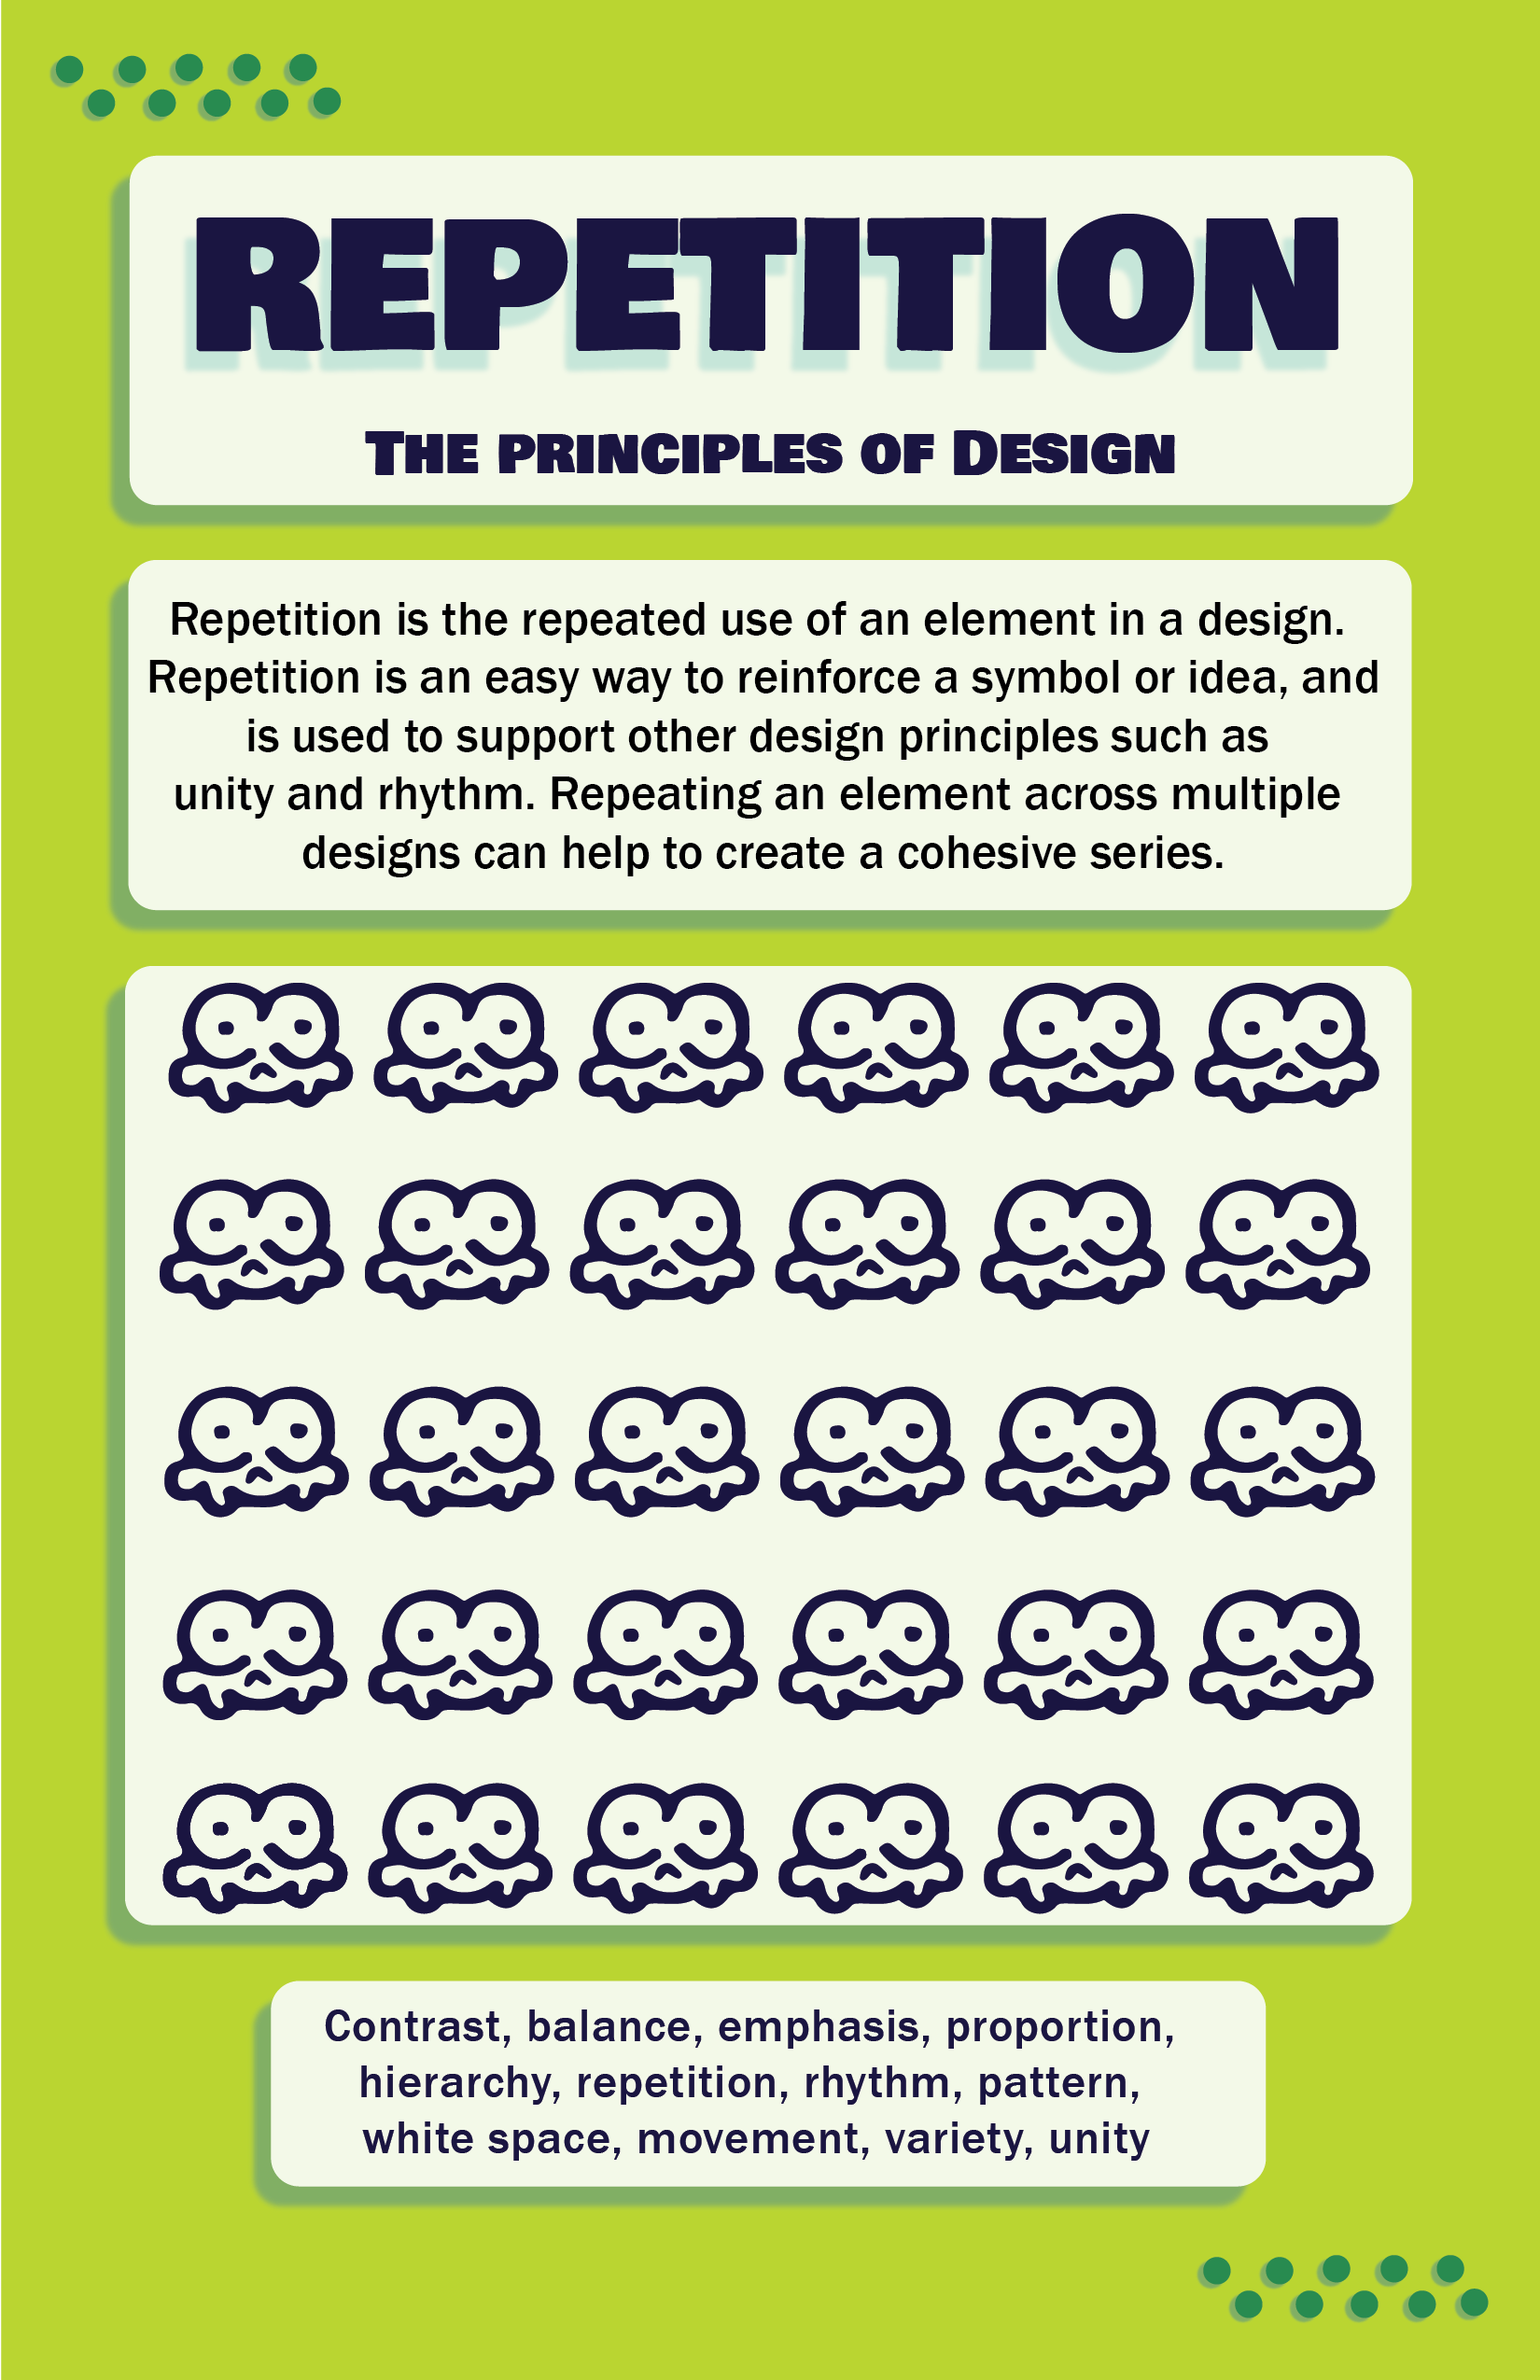 REPETITION
THE PRINCIPLES OF DESIGN
Repetition is the repeated use of an element in a design.
Repetition is an easy way to reinforce a symbol or idea, and
is used to support other design principles such as
unity and rhythm. Repeating an element across multiple
designs can help to create a cohesive series.
Contrast, balance, emphasis, proportion,
hierarchy, repetition, rhythm, pattern,
white space, movement, variety, unity